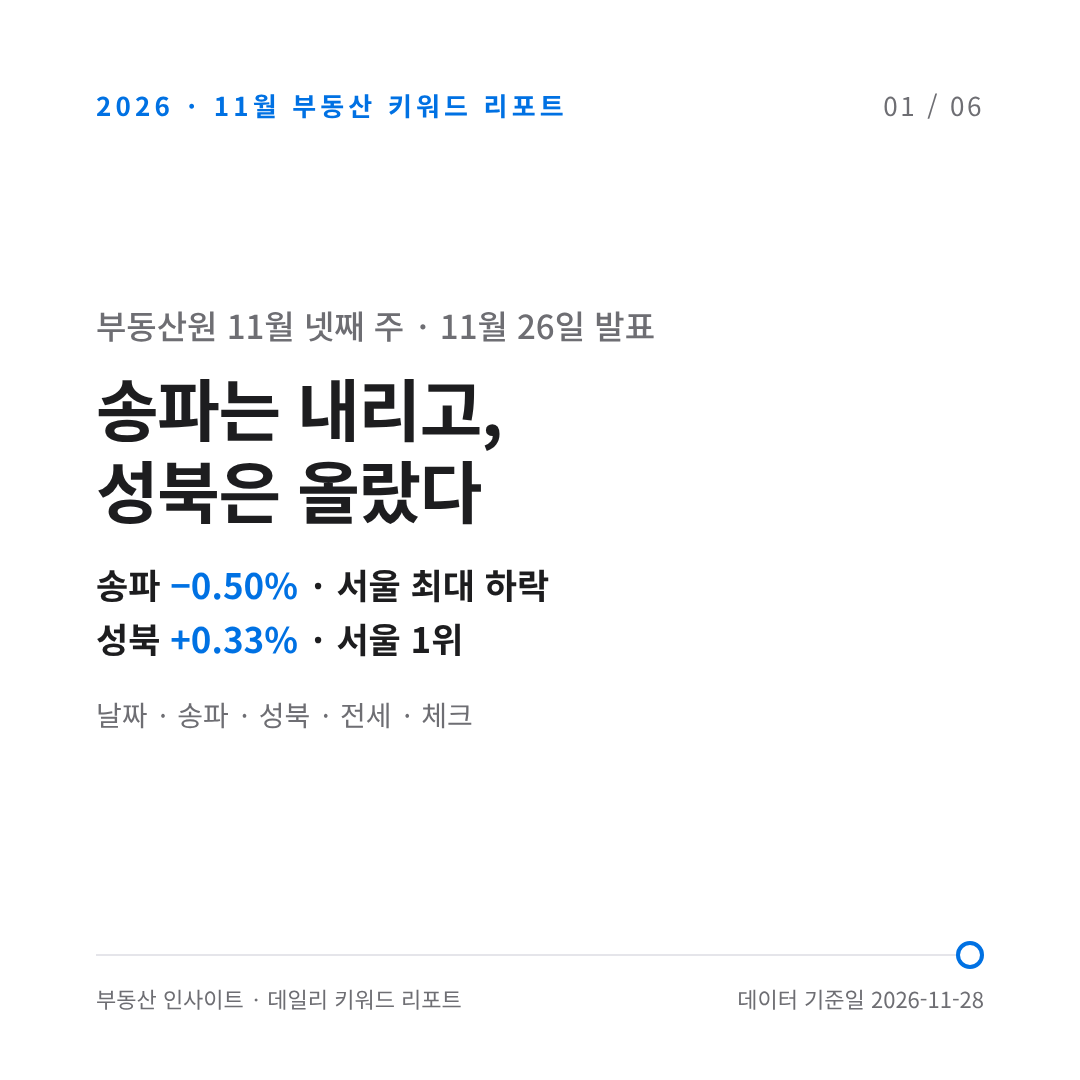 2026 · 11월 부동산 키워드 리포트
01 / 06
부동산원 11월 넷째 주 · 11월 26일 발표
송파는 내리고,
성북은 올랐다
송파 −0.50% · 서울 최대 하락
성북 +0.33% · 서울 1위
날짜 · 송파 · 성북 · 전세 · 체크
부동산 인사이트 · 데일리 키워드 리포트
데이터 기준일 2026-11-28